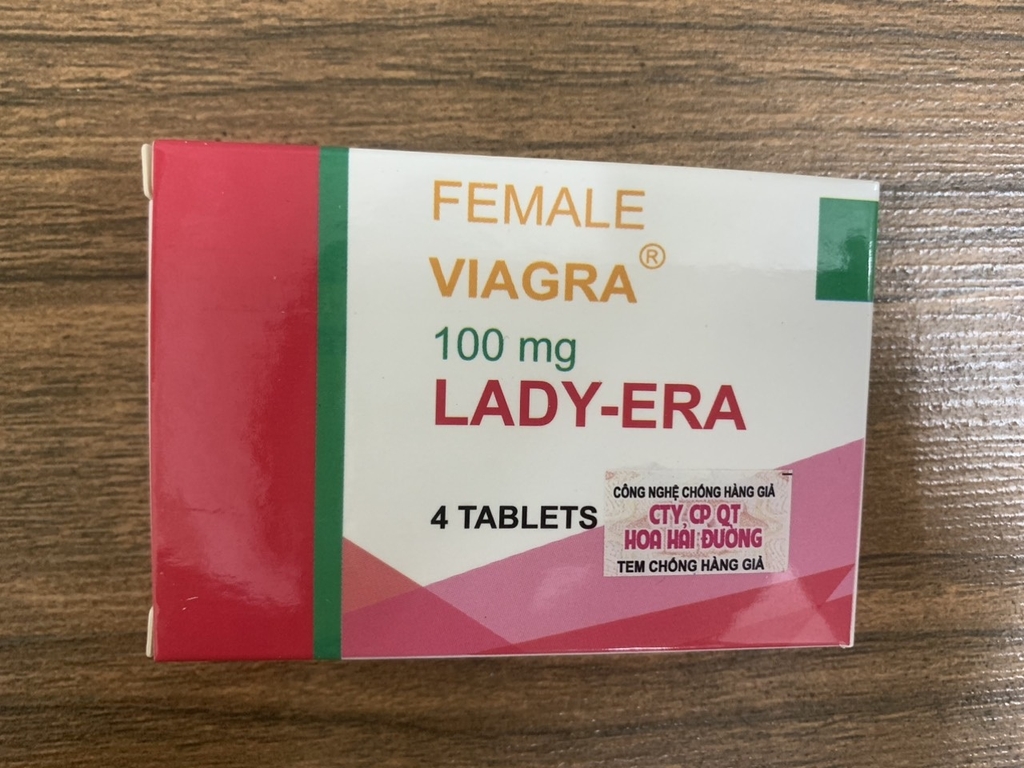 FEMALE
VIAGRA®
100 mg
LADY-ERA
4 TABLETS
CÔNG NGHỆ CHỐNG HÀNG GIẢ
CTY CP QT
HOA HẢI ĐƯỜNG
TEM CHỐNG HÀNG GIẢ